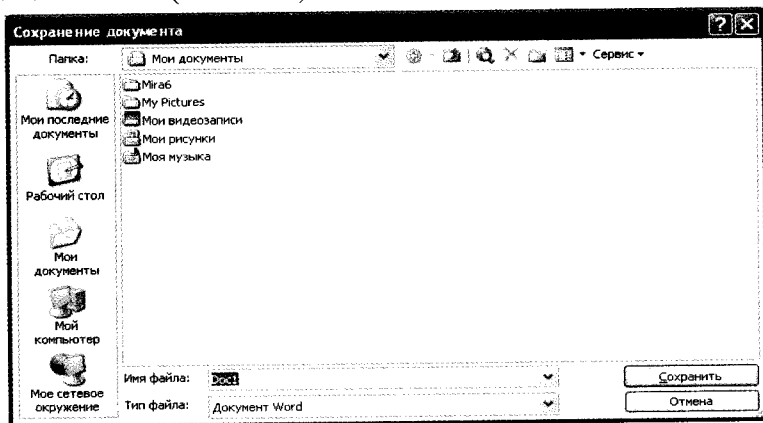 Сохранение документа
Папка:
Мои документы
Сервис
Mira6
My Pictures
Мои видеозаписи
Мои рисунки
Моя музыка
Мои последние
документы
Рабочий стол
Мои
документы
Мой
компьютер
Мое сетевое
окружение
Имя файла:
Doc1
Сохранить
Тип файла:
Документ Word
Отмена